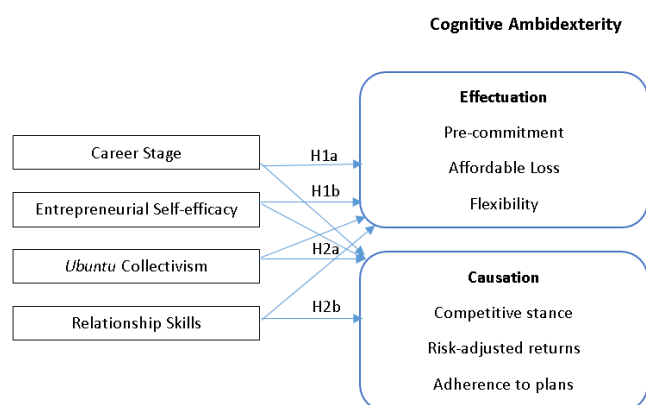 Cognitive Ambidexterity
Effectuation
Pre-commitment
Affordable Loss
Flexibility
Career Stage
Entrepreneurial Self-efficacy
Ubuntu Collectivism
Relationship Skills
H1a
H1b
H2a
H2b
Causation
Competitive stance
Risk-adjusted returns
Adherence to plans